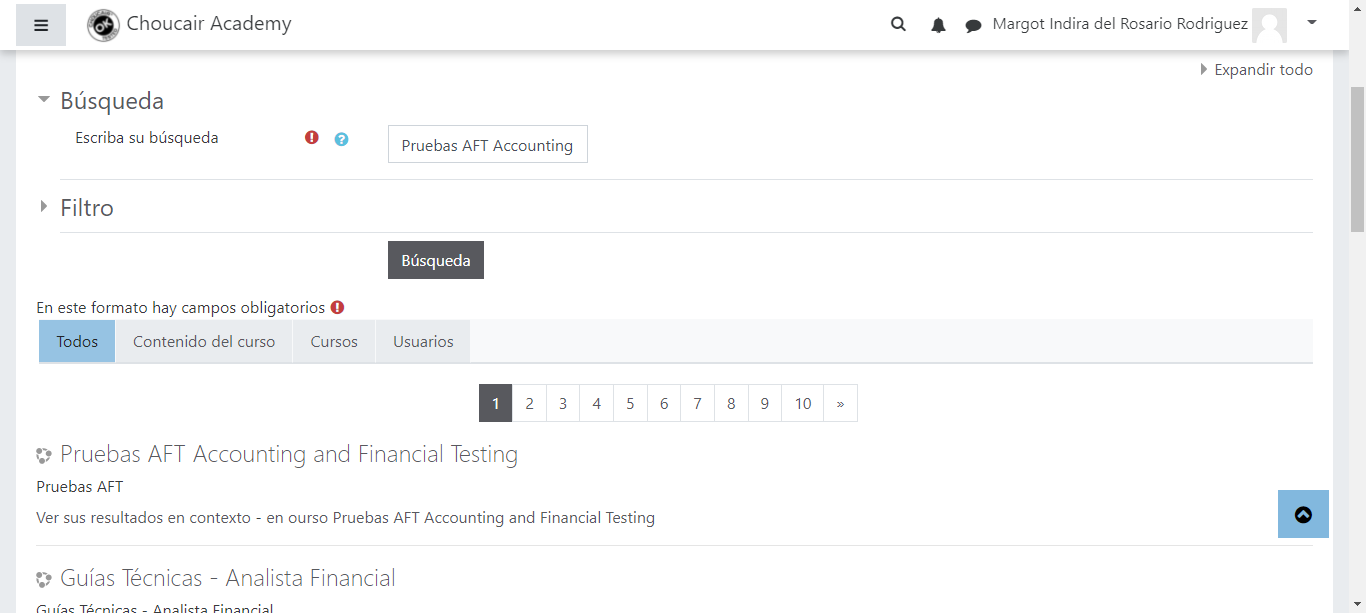 Choucair Academy
Margot Indira del Rosario Rodriguez
Expandir todo
Búsqueda
Escriba su búsqueda
Pruebas AFT Accounting
Filtro
Búsqueda
En este formato hay campos obligatorios
Todos Contenido del curso Cursos Usuarios
1 2 3 4 5 6 7 8 9 10 »
Pruebas AFT Accounting and Financial Testing
Pruebas AFT
Ver sus resultados en contexto - en ourso Pruebas AFT Accounting and Financial Testing
Guías Técnicas - Analista Financial
Guías Técnicas - Analista Financial